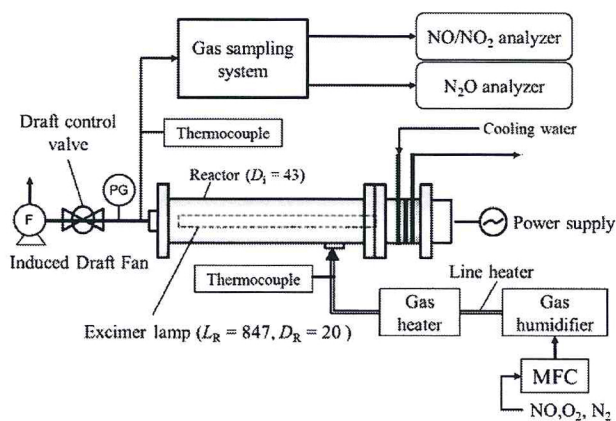 Gas sampling
system
NO/NO₂ analyzer
N₂O analyzer
Draft control
valve
Thermocouple
Cooling water
PG
Reactor (Dᵢ = 43)
F
Induced Draft Fan
Power supply
Thermocouple
Line heater
Excimer lamp (L_R = 847, D_R = 20 )
Gas
heater
Gas
humidifier
MFC
NO,O₂, N₂